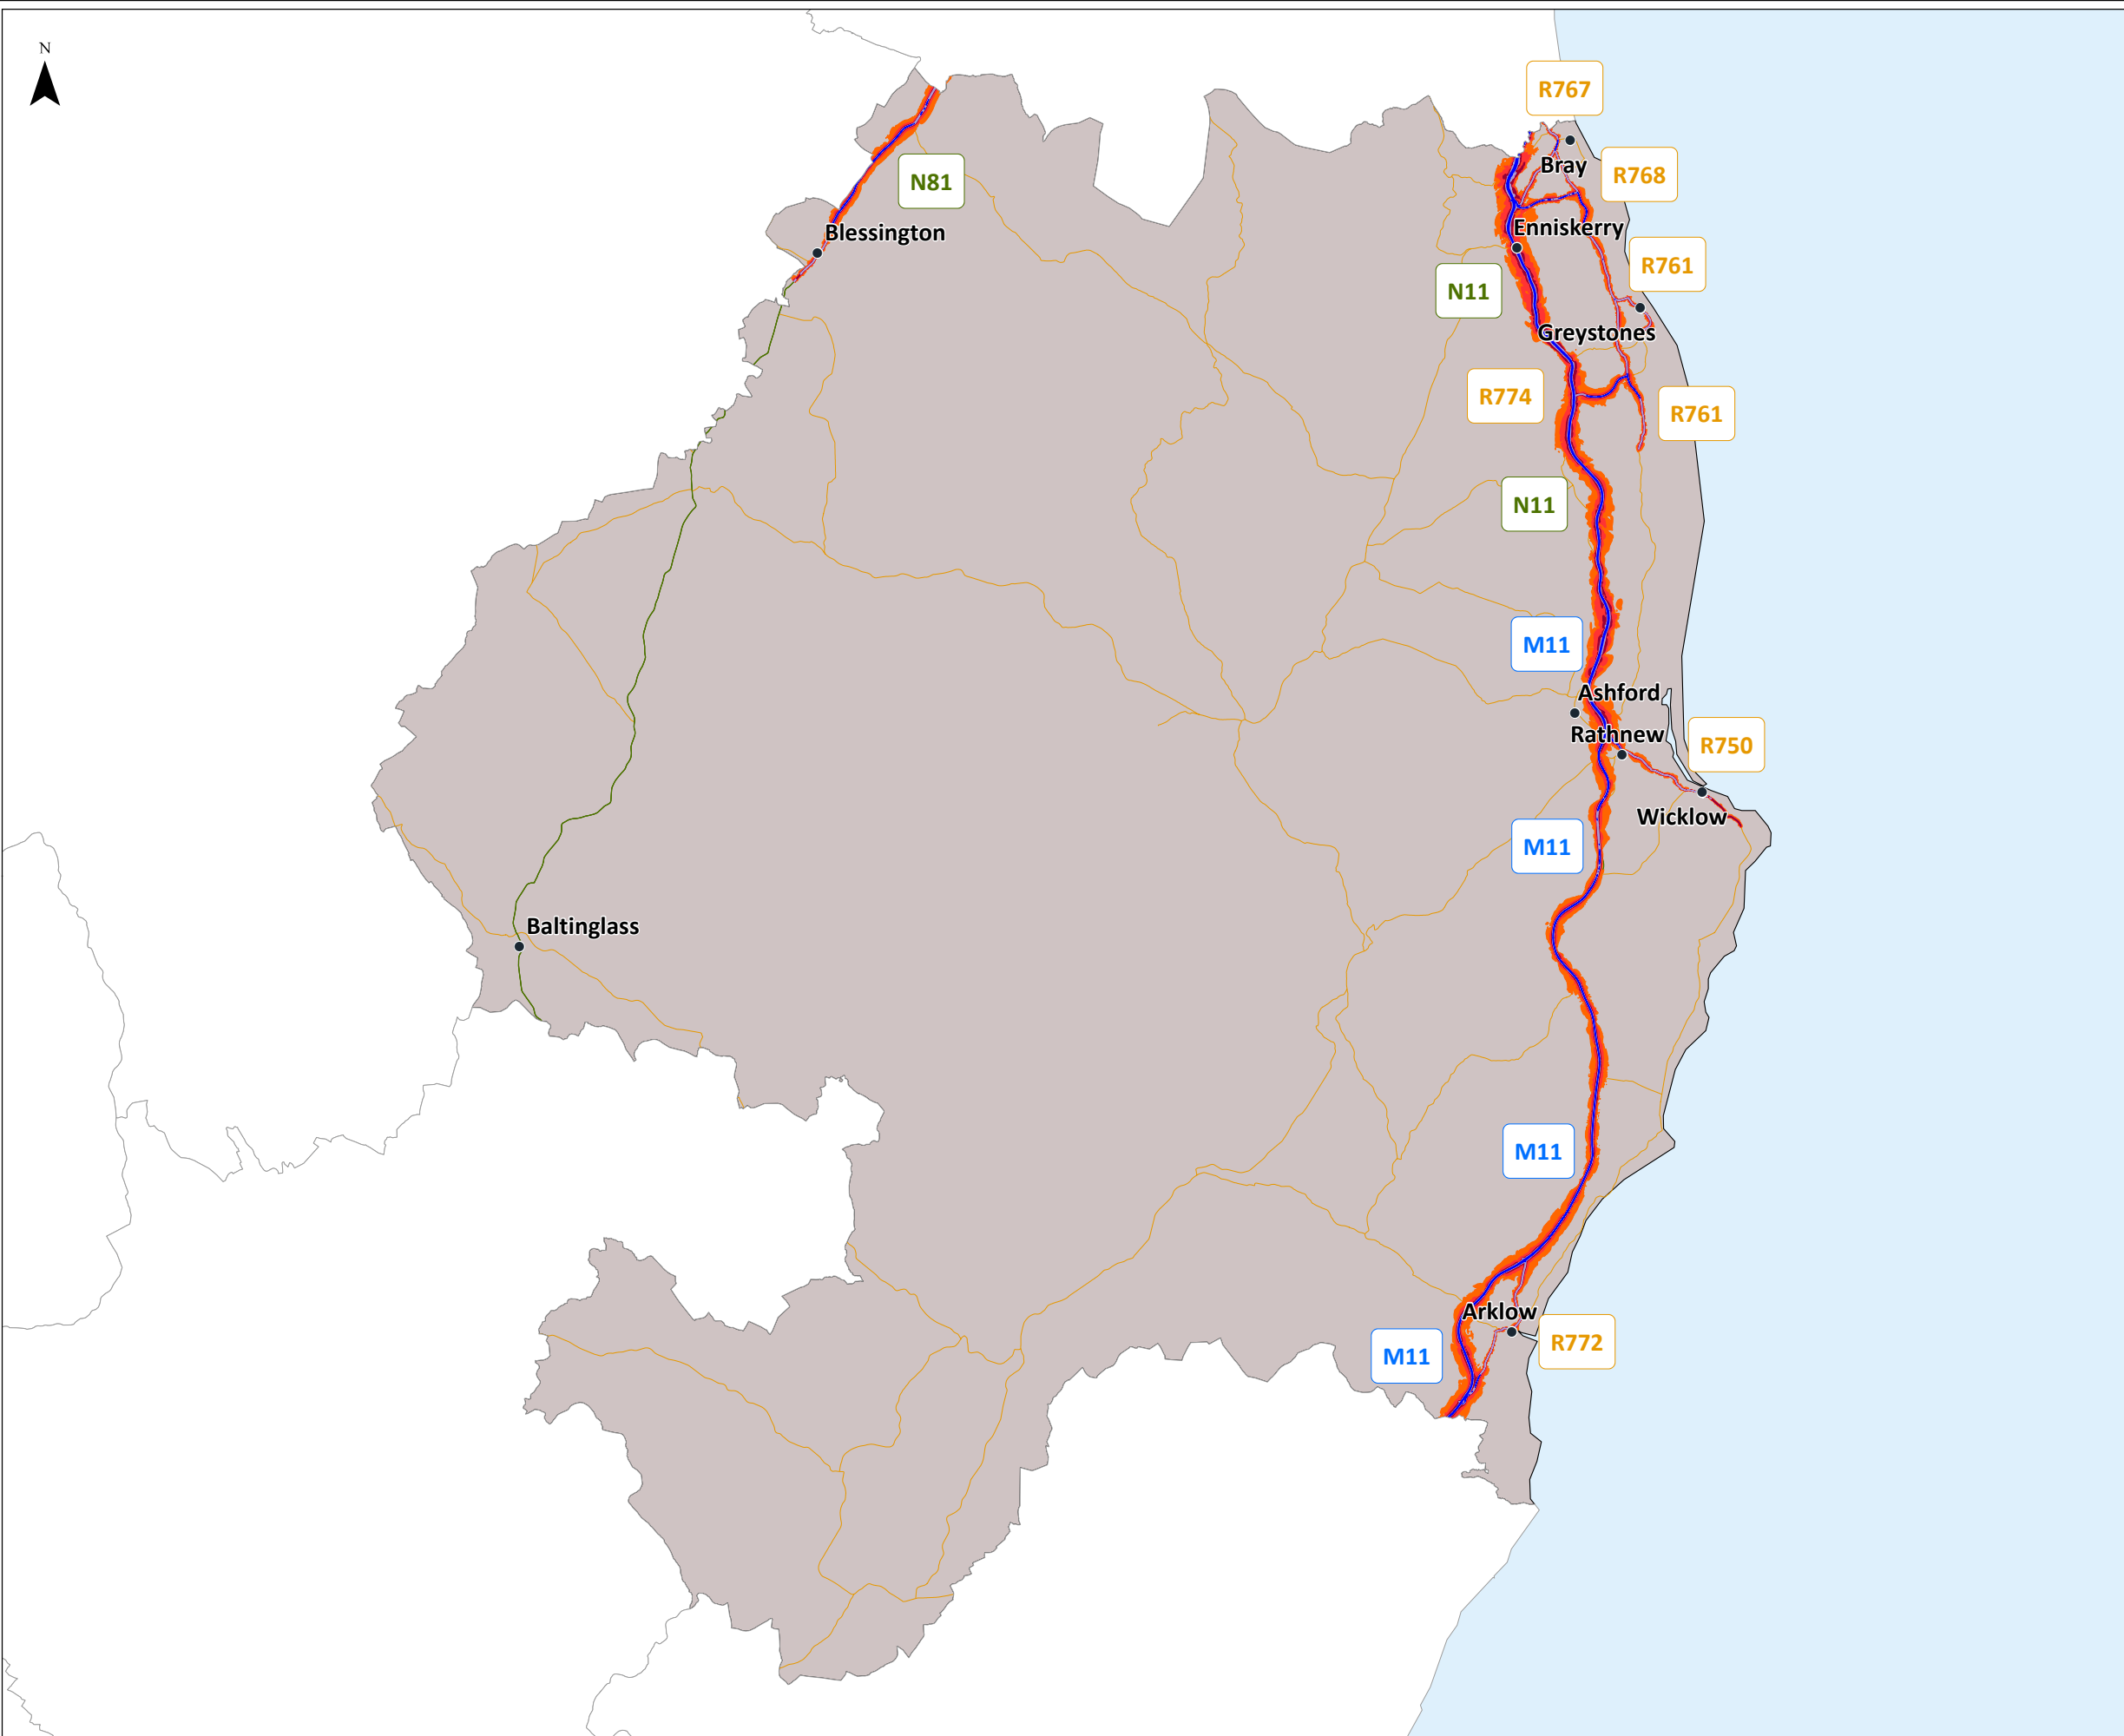 N
R767
Bray
R768
N81
Blessington
Enniskerry
R761
N11
Greystones
R774
R761
N11
M11
Ashford
Rathnew
R750
Wicklow
M11
Baltinglass
M11
Arklow
R772
M11